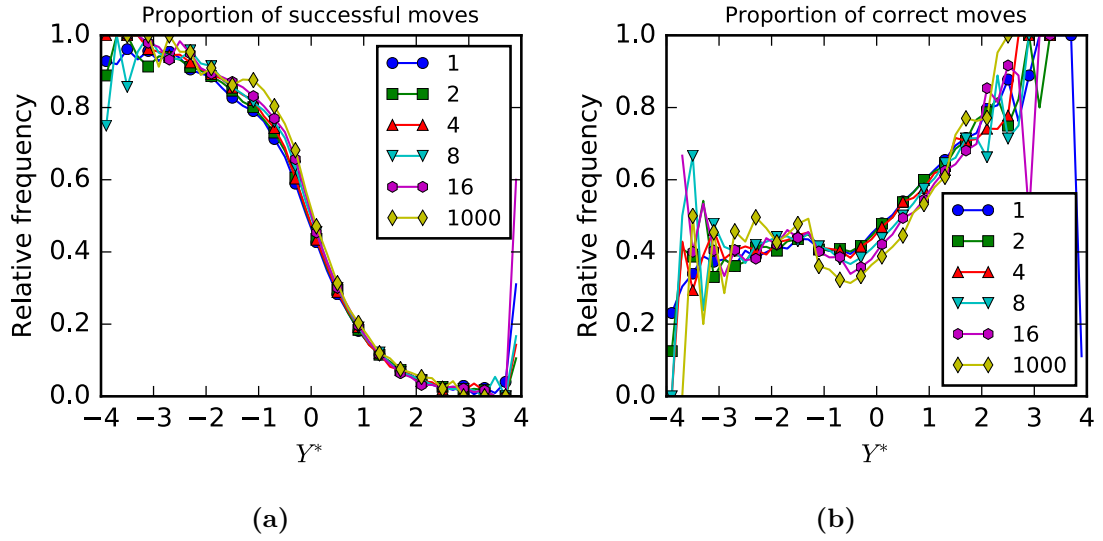 Proportion of successful moves
1.0
0.8
0.6
0.4
0.2
0.0
Relative frequency
1
2
4
8
16
1000
−4 −3 −2 −1 0 1 2 3 4
Y*
(a)
Proportion of correct moves
1.0
0.8
0.6
0.4
0.2
0.0
Relative frequency
1
2
4
8
16
1000
−4 −3 −2 −1 0 1 2 3 4
Y*
(b)